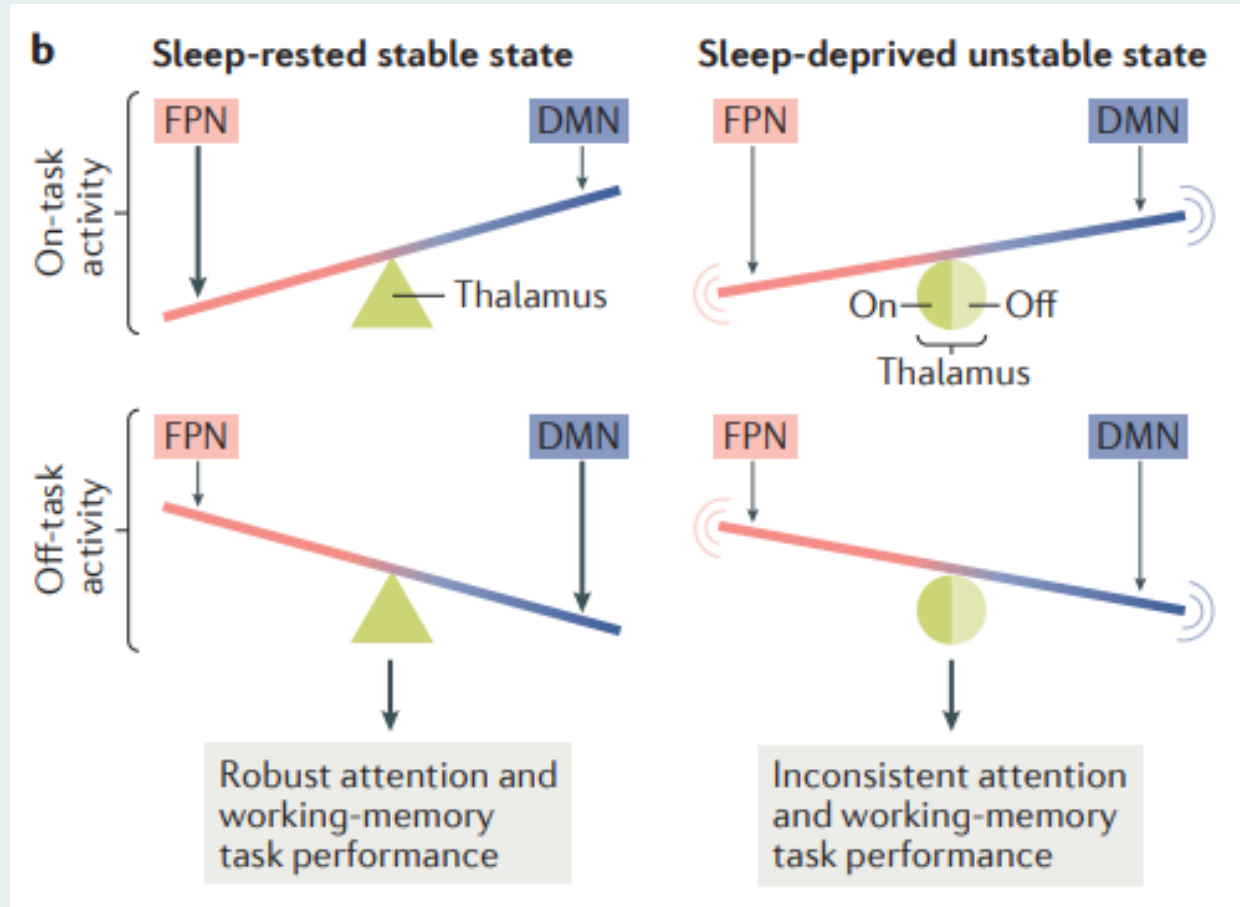 b
Sleep-rested stable state
Sleep-deprived unstable state
On-task
activity
FPN
DMN
Thalamus
FPN
DMN
On
Off
Thalamus
Off-task
activity
FPN
DMN
FPN
DMN
Robust attention and
working-memory
task performance
Inconsistent attention
and working-memory
task performance